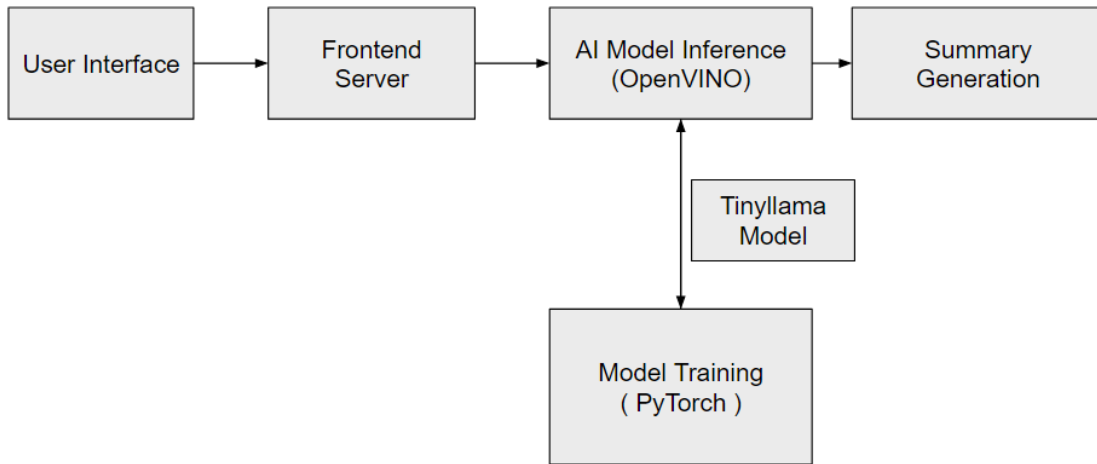 User Interface
Frontend
Server
AI Model Inference
(OpenVINO)
Summary
Generation
Tinyllama
Model
Model Training
( PyTorch )